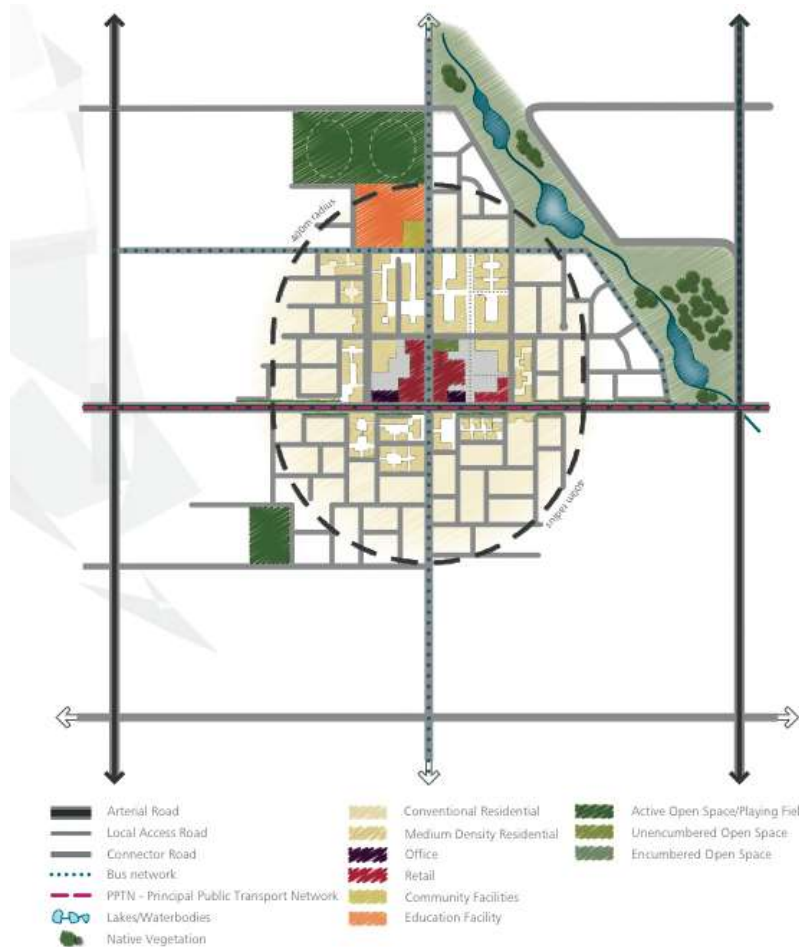 400m radius
400m radius
Arterial Road
Local Access Road
Connector Road
Bus network
PPTN - Principal Public Transport Network
Lakes/Waterbodies
Native Vegetation
Conventional Residential
Medium Density Residential
Office
Retail
Community Facilities
Education Facility
Active Open Space/Playing Fiel
Unencumbered Open Space
Encumbered Open Space